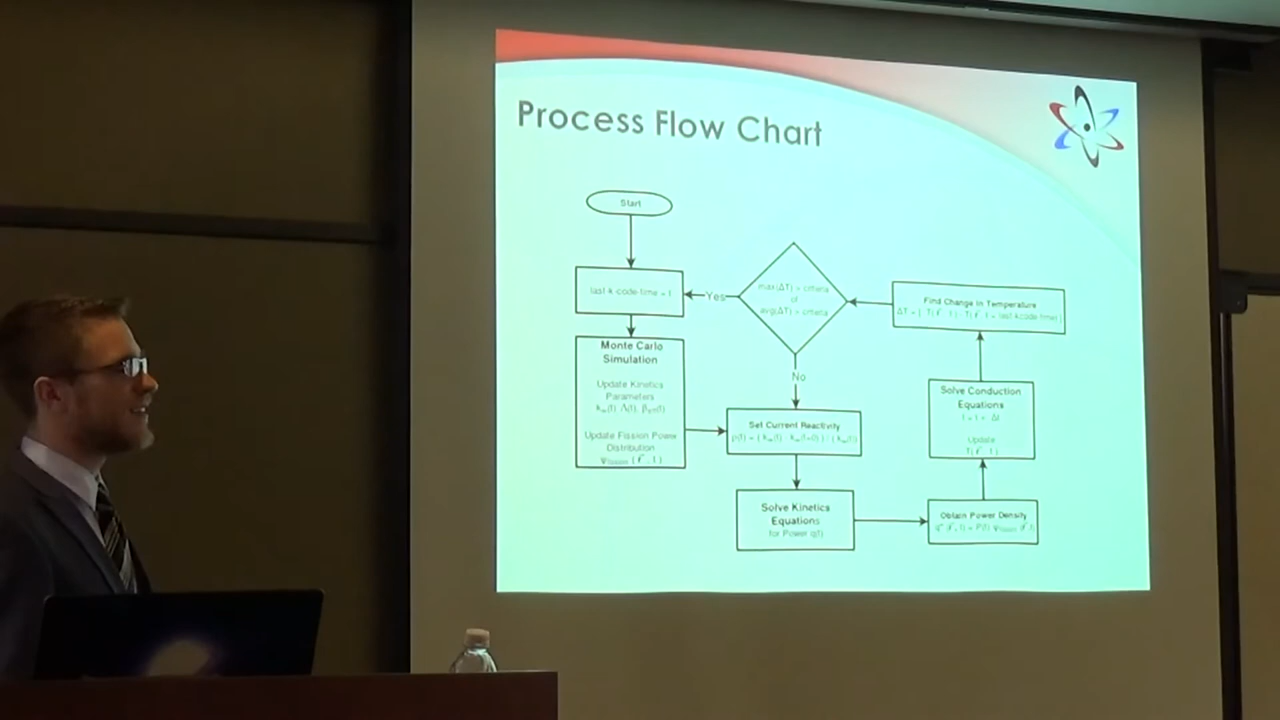 Process Flow Chart
Start
last-k-code-time = t
Yes
max(ΔT) > criteria
or
avg(ΔT) > criteria
Find Change in Temperature
Monte Carlo
Simulation
Update Kinetics
Parameters
Update Fission Power
Distribution
No
Set Current Reactivity
Solve Conduction
Equations
t = t + Δt
Update
Solve Kinetics
Equations
for Power q(t)
Obtain Power Density